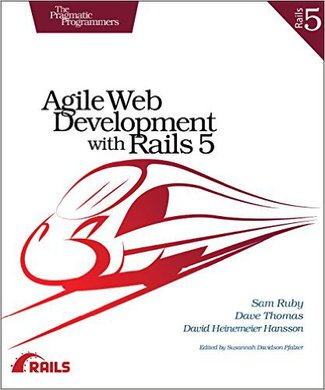 The
Pragmatic
Programmers
Rails 5
Agile Web
Development
with Rails 5
Sam Ruby
Dave Thomas
David Heinemeier Hansson
Edited by Susannah Davidson Pfalzer
RAILS